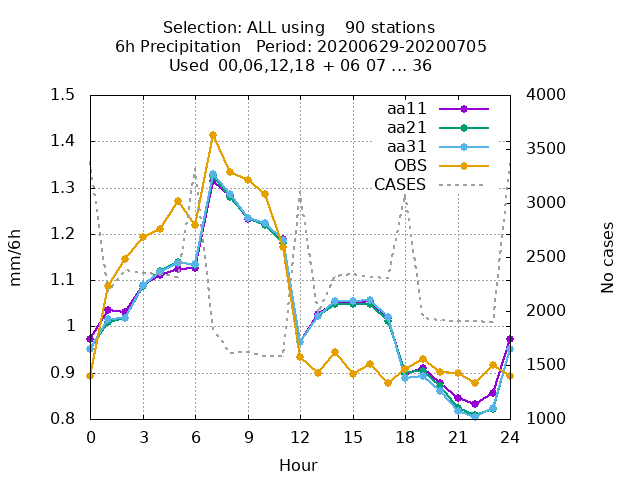 Selection: ALL using    90 stations
6h Precipitation   Period: 20200629-20200705
Used  00,06,12,18  + 06 07 ... 36
1.5
1.4
1.3
1.2
1.1
1
0.9
0.8
mm/6h
4000
3500
3000
2500
2000
1500
1000
No cases
aa11
aa21
aa31
OBS
CASES
0 3 6 9 12 15 18 21 24
Hour